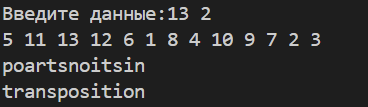 Введите данные:13 2
5 11 13 12 6 1 8 4 10 9 7 2 3
poartsnoitsin
transposition